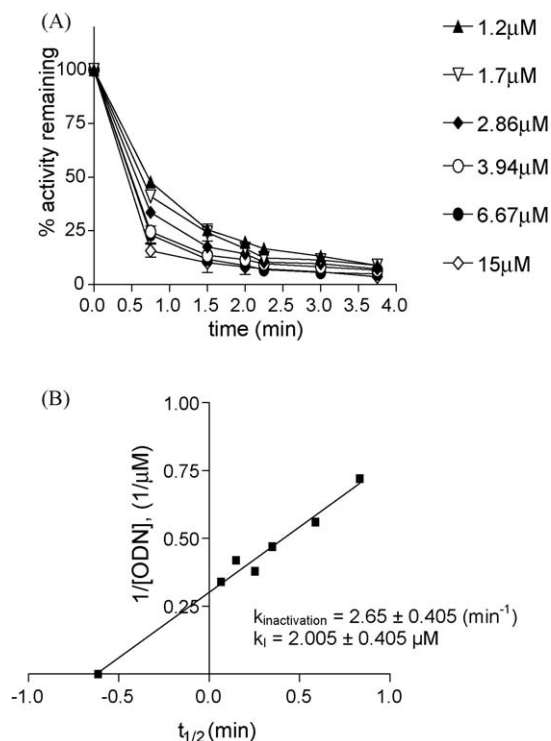 (A)
% activity remaining
100
75
50
25
0
0.0 0.5 1.0 1.5 2.0 2.5 3.0 3.5 4.0
time (min)
1.2μM
1.7μM
2.86μM
3.94μM
6.67μM
15μM
(B)
1/[ODN], (1/μM)
1.00
0.75
0.50
0.25
-1.0 -0.5 0.0 0.5 1.0
t1/2(min)
kinactivation = 2.65 ± 0.405 (min-1)
kI = 2.005 ± 0.405 μM